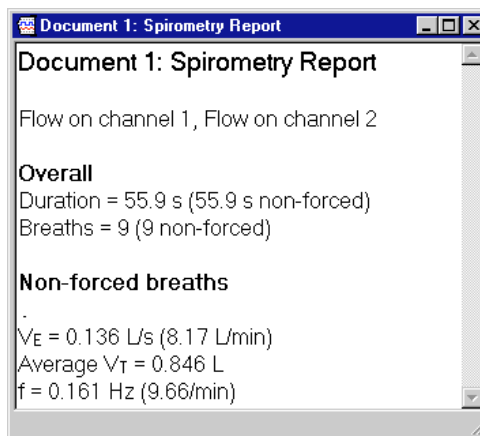 Document 1: Spirometry Report
Document 1: Spirometry Report
Flow on channel 1, Flow on channel 2
Overall
Duration = 55.9 s (55.9 s non-forced)
Breaths = 9 (9 non-forced)
Non-forced breaths
.
VE = 0.136 L/s (8.17 L/min)
Average VT = 0.846 L
f = 0.161 Hz (9.66/min)